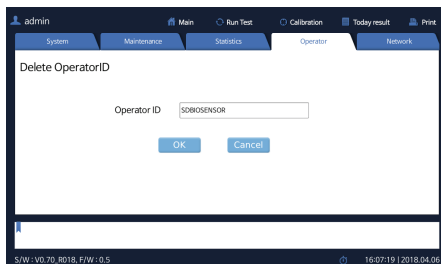 admin Main Run Test Calibration Today result Print
System Maintenance Statistics Operator Network
Delete OperatorID
Operator ID SDBIOSENSOR
OK Cancel
S/W : V0.70_R018, F/W : 0.5 16:07:19 | 2018.04.06